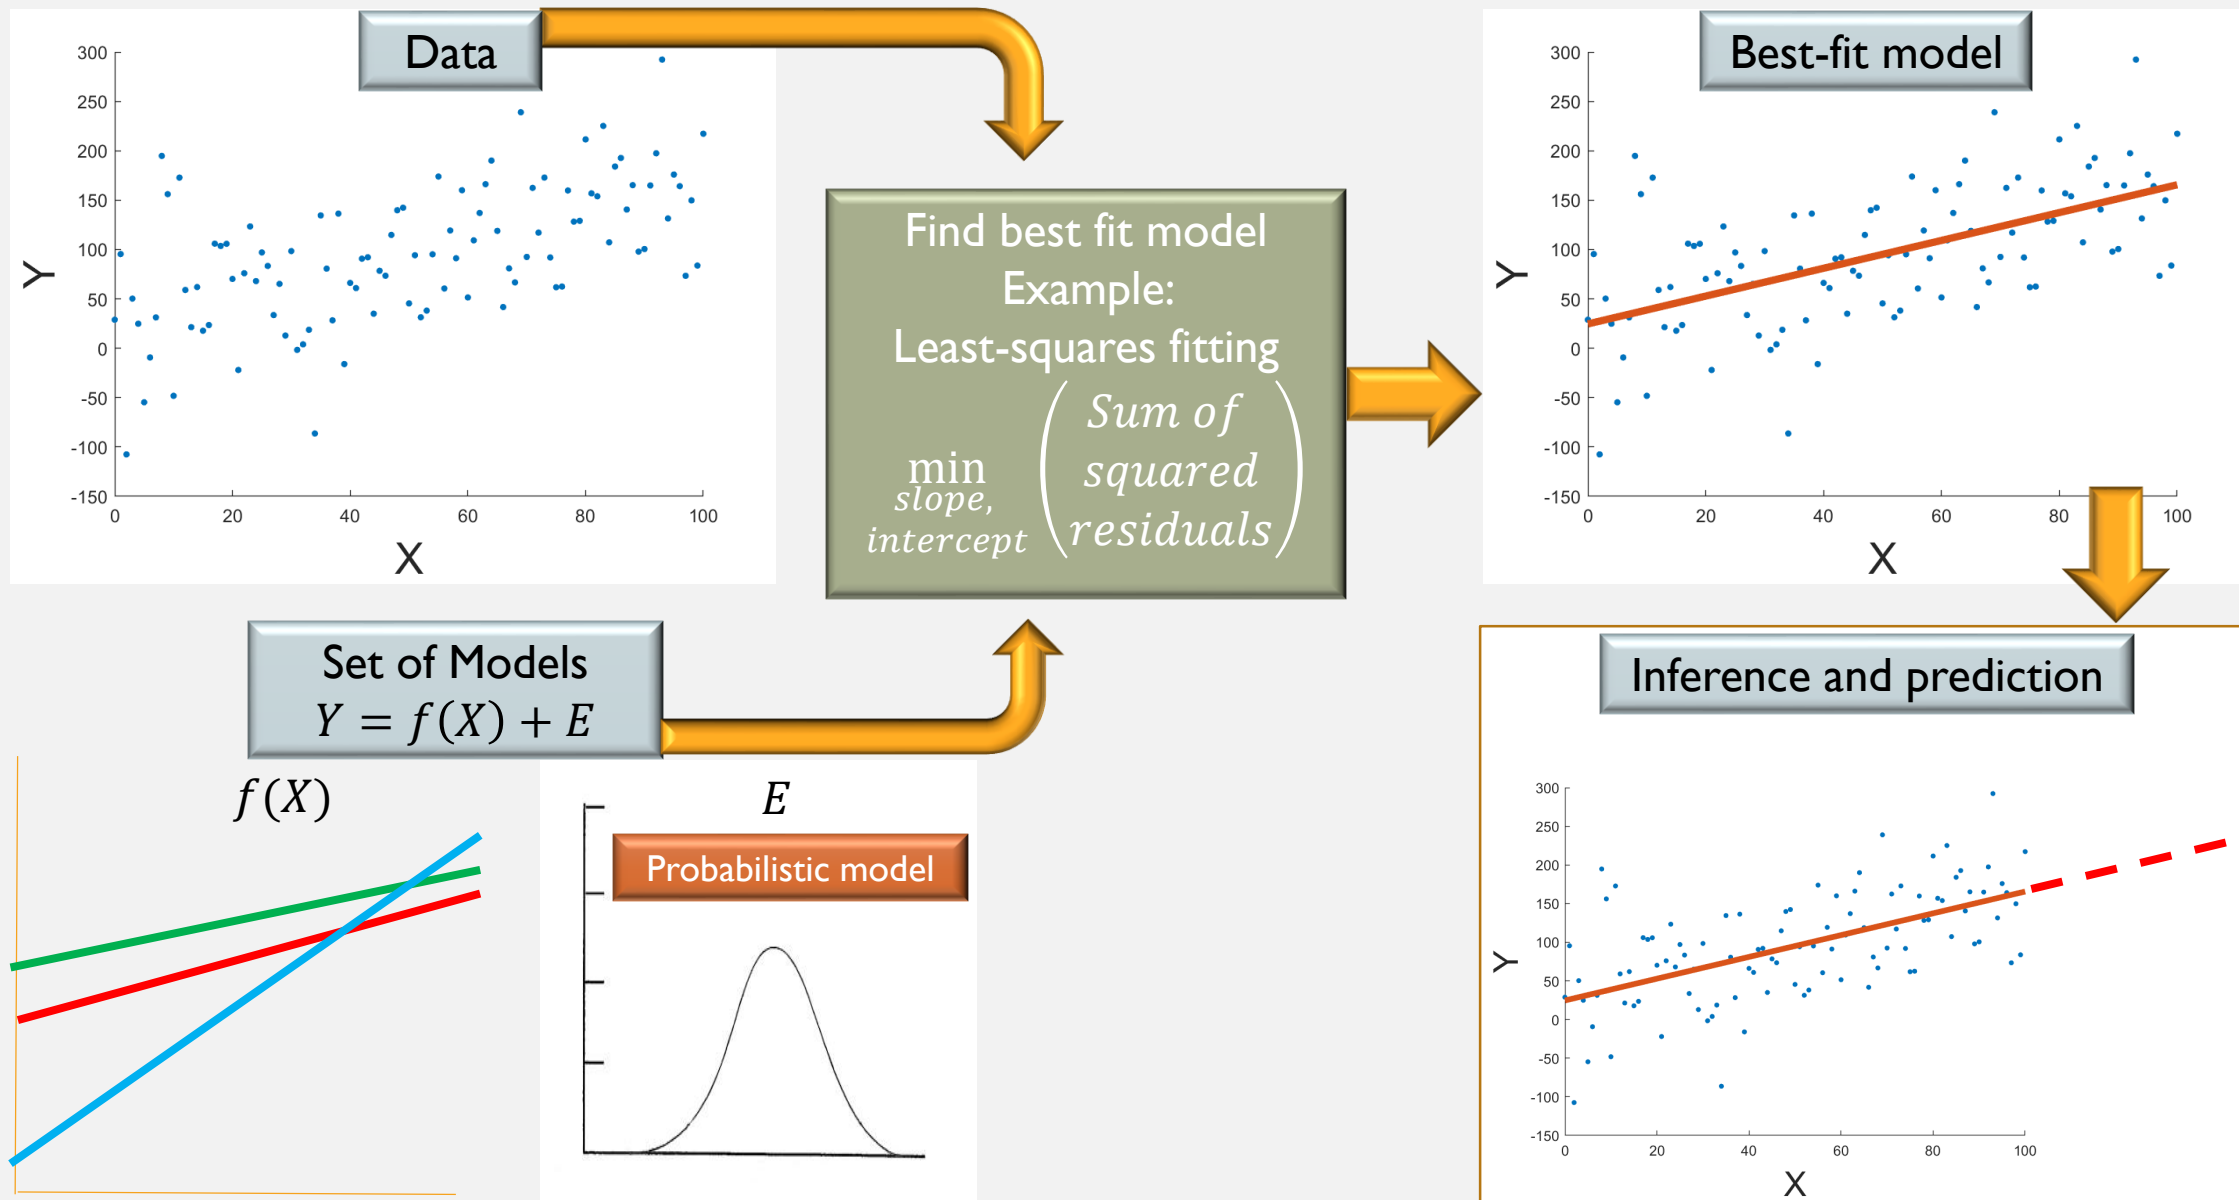 Data
300
250
200
150
100
50
0
-50
-100
-150
0 20 40 60 80 100
Y
X
Find best fit model
Example:
Least-squares fitting
min
slope,
intercept
(Sum of
squared
residuals)
Best-fit model
300
250
200
150
100
50
0
-50
-100
-150
0 20 40 60 80 100
Y
X
Set of Models
Y = f(X) + E
f(X)
E
Probabilistic model
Inference and prediction
300
250
200
150
100
50
0
-50
-100
-150
0 20 40 60 80 100
Y
X